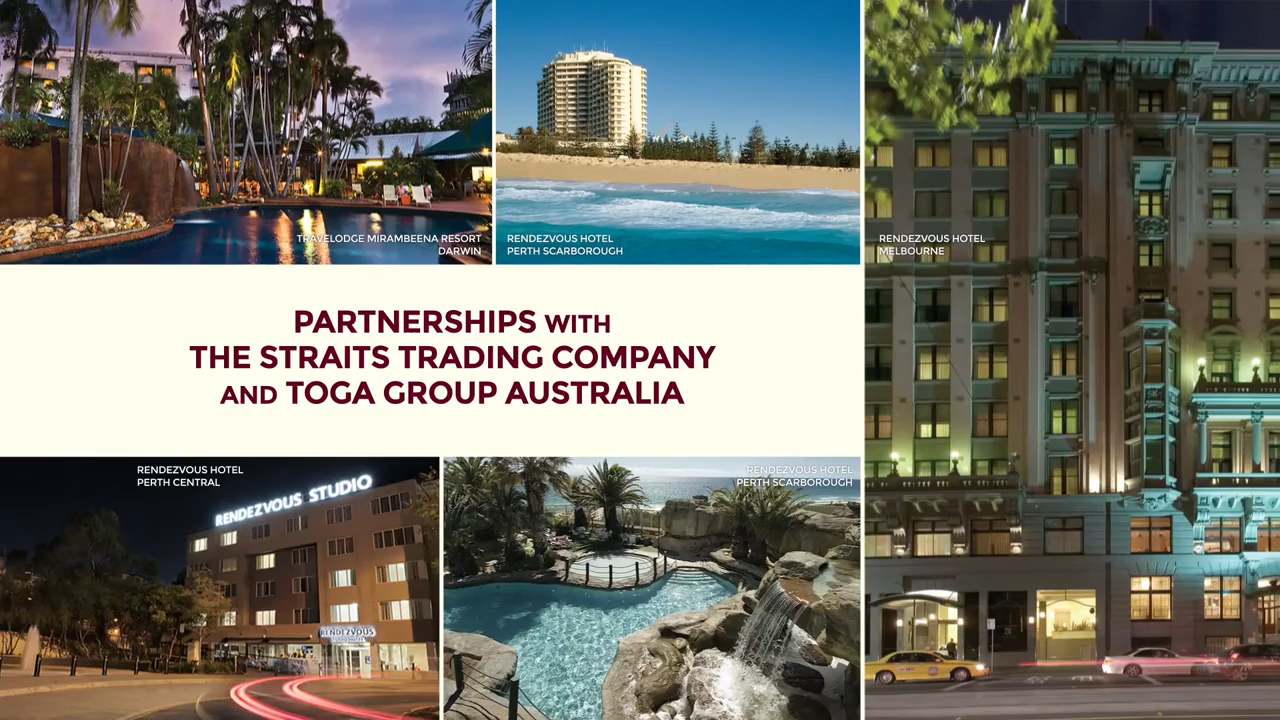 TRAVELODGE MIRAMBEENA RESORT
DARWIN
RENDEZVOUS HOTEL
PERTH SCARBOROUGH
RENDEZVOUS HOTEL
MELBOURNE
PARTNERSHIPS WITH
THE STRAITS TRADING COMPANY
AND TOGA GROUP AUSTRALIA
RENDEZVOUS HOTEL
PERTH CENTRAL
RENDEZVOUS STUDIO
RENDEZVOUS
RENDEZVOUS HOTEL
PERTH SCARBOROUGH